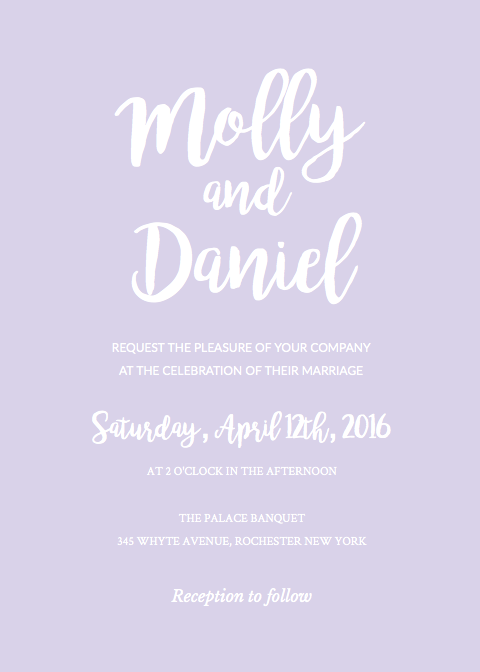 Molly
and
Daniel
REQUEST THE PLEASURE OF YOUR COMPANY
AT THE CELEBRATION OF THEIR MARRIAGE
Saturday, April 12th, 2016
AT 2 O'CLOCK IN THE AFTERNOON
THE PALACE BANQUET
345 WHYTE AVENUE, ROCHESTER NEW YORK
Reception to follow